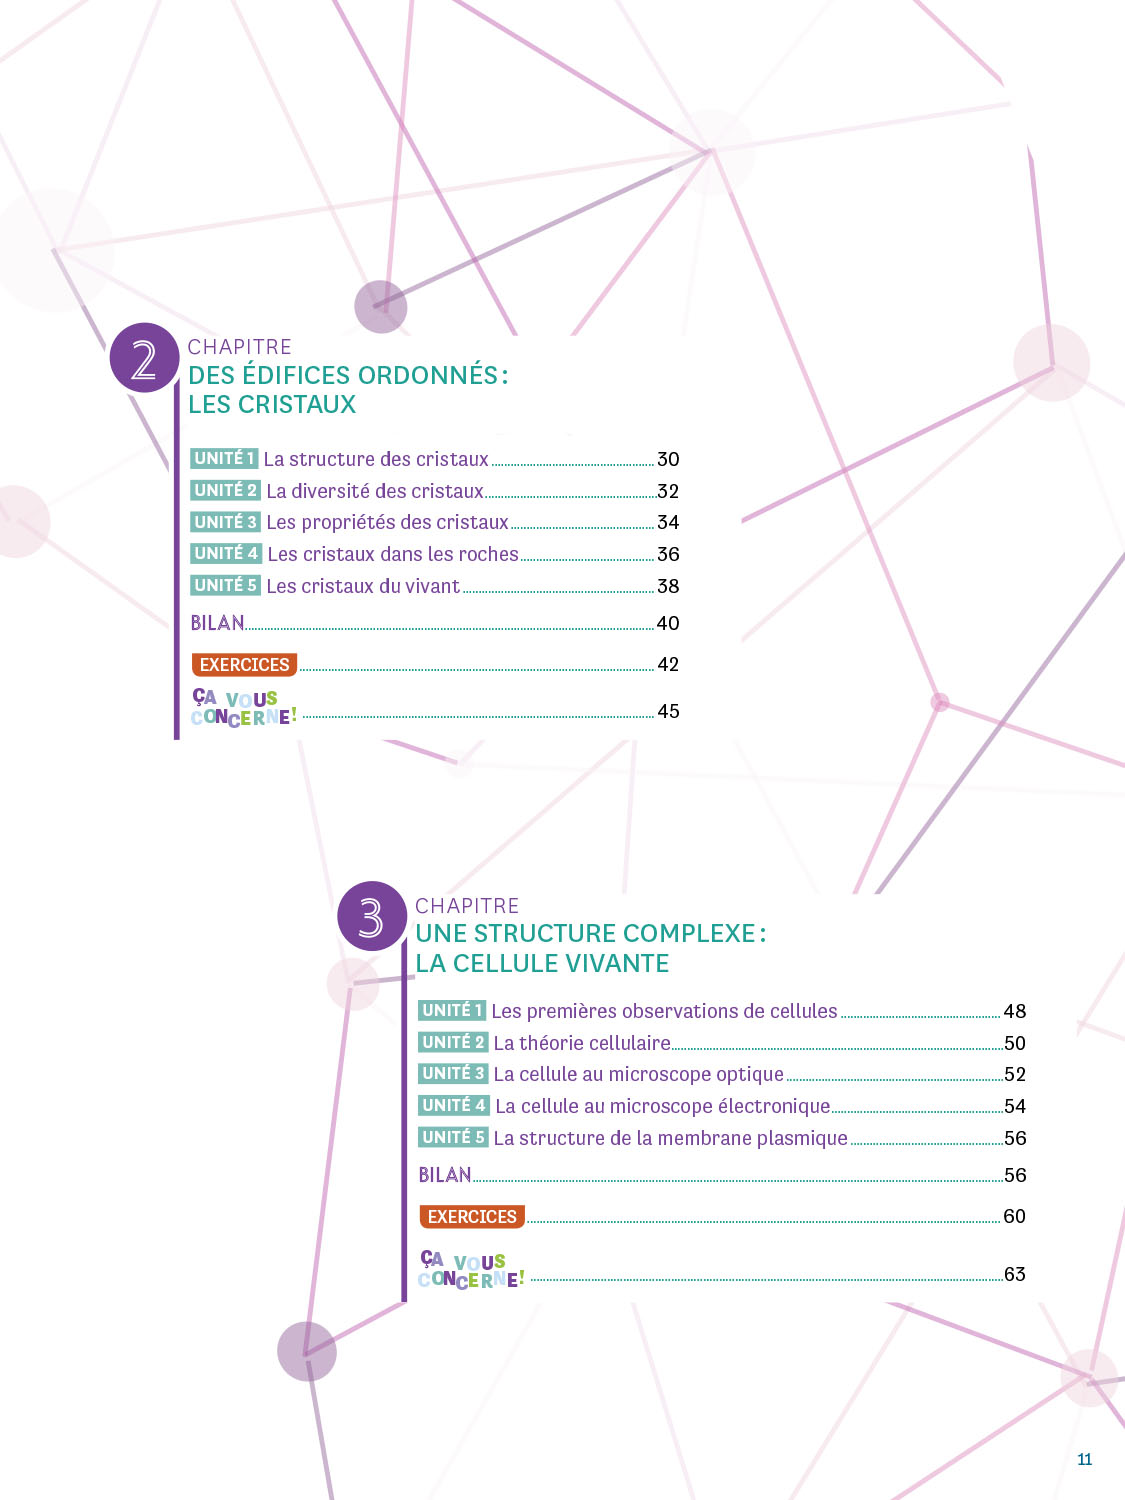 2
CHAPITRE
DES ÉDIFICES ORDONNÉS :
LES CRISTAUX
UNITÉ 1 La structure des cristaux 30
UNITÉ 2 La diversité des cristaux 32
UNITÉ 3 Les propriétés des cristaux 34
UNITÉ 4 Les cristaux dans les roches 36
UNITÉ 5 Les cristaux du vivant 38
BILAN 40
EXERCICES 42
ÇA VOUS
CONCERNE! 45
3
CHAPITRE
UNE STRUCTURE COMPLEXE :
LA CELLULE VIVANTE
UNITÉ 1 Les premières observations de cellules 48
UNITÉ 2 La théorie cellulaire 50
UNITÉ 3 La cellule au microscope optique 52
UNITÉ 4 La cellule au microscope électronique 54
UNITÉ 5 La structure de la membrane plasmique 56
BILAN 56
EXERCICES 60
ÇA VOUS
CONCERNE! 63
11